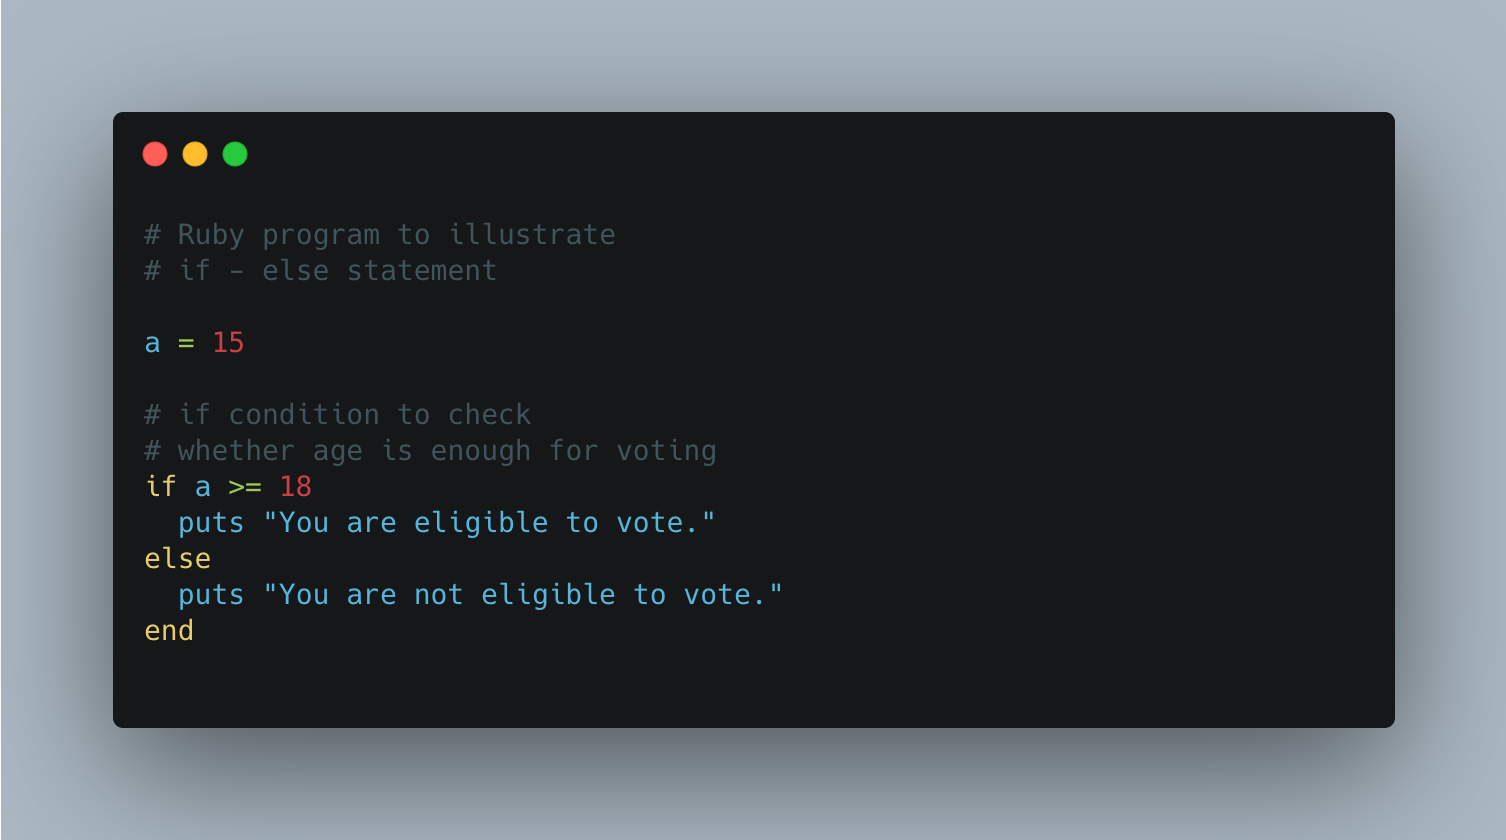 # Ruby program to illustrate
# if - else statement
a = 15
# if condition to check
# whether age is enough for voting
if a >= 18
  puts "You are eligible to vote."
else
  puts "You are not eligible to vote."
end